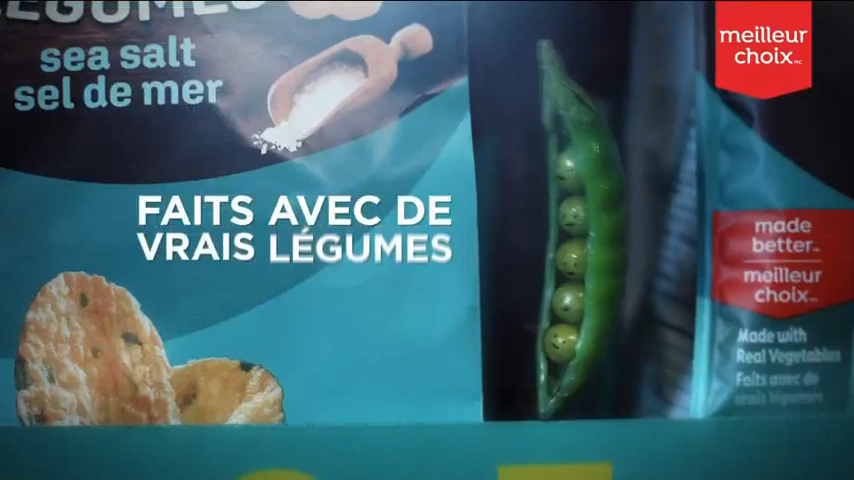 LÉGUMES
sea salt
sel de mer
meilleur
choix MC
FAITS AVEC DE
VRAIS LÉGUMES
made
better
meilleur
choix
Made with
Real Vegetables
Faits avec de
vrais légumes